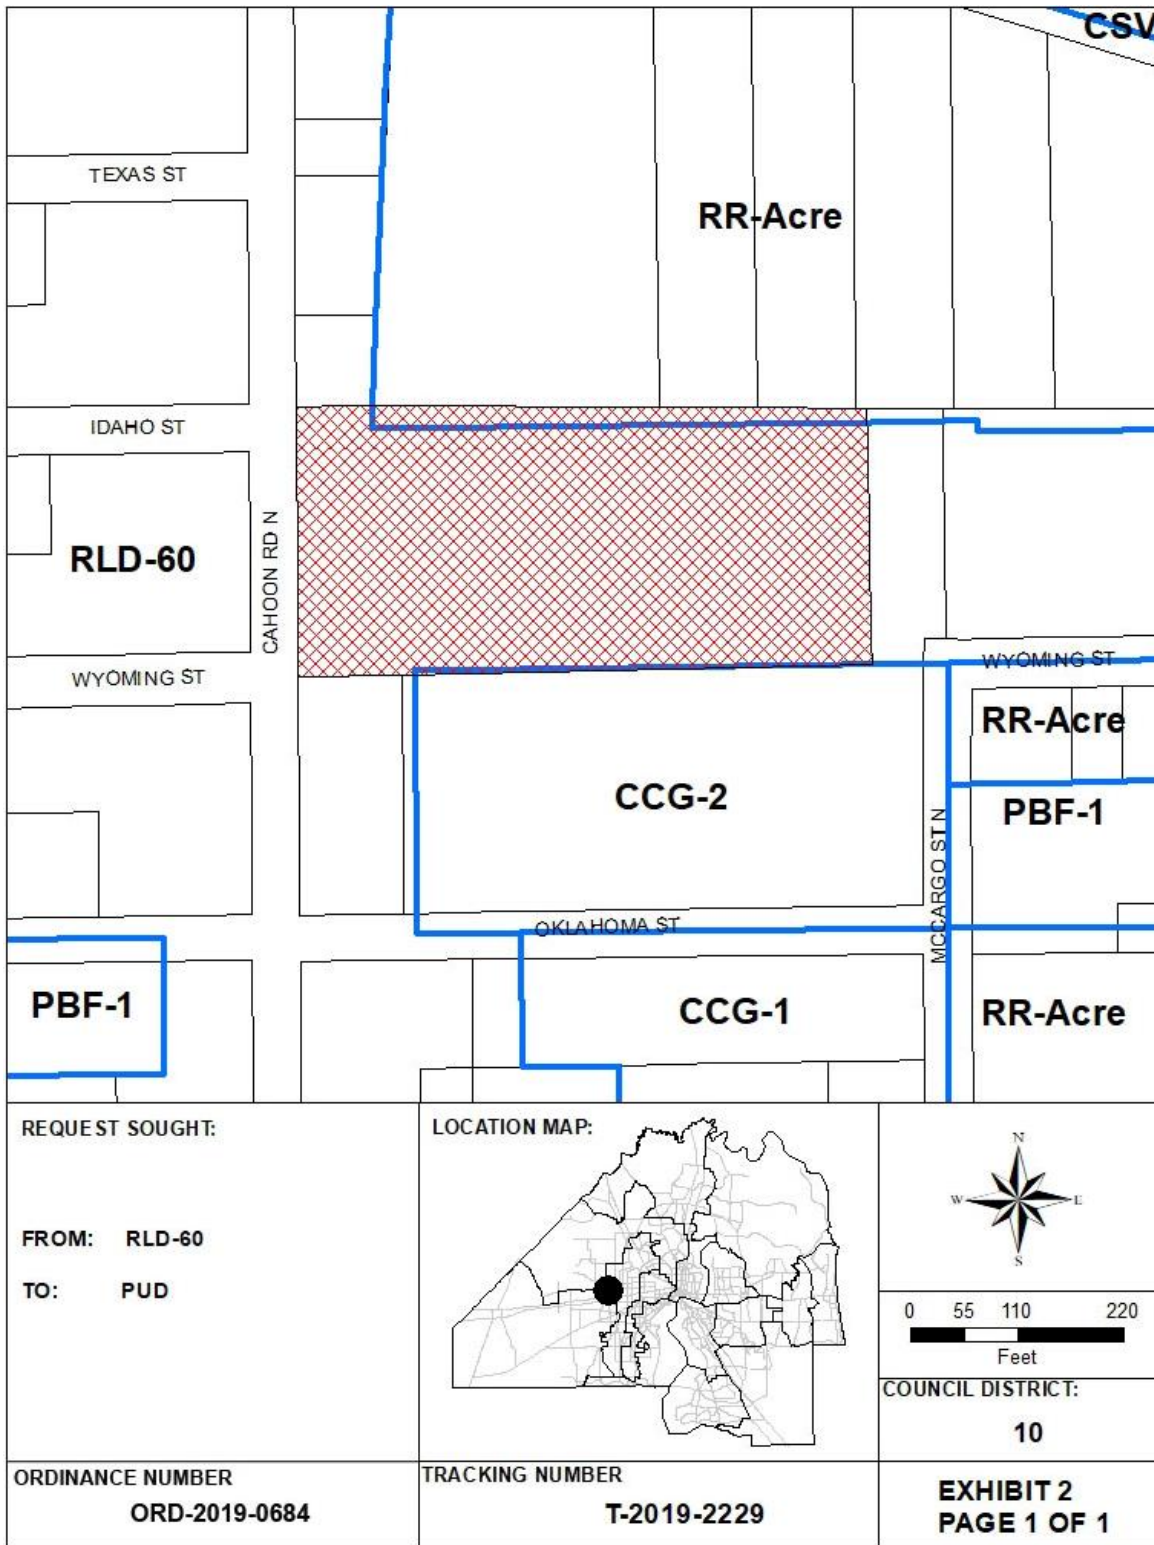 CSV
TEXAS ST
RR-Acre
IDAHO ST
RLD-60
CAHOON RD N
WYOMING ST
WYOMING ST
RR-Acre
CCG-2
PBF-1
MCCARGO ST N
OKLAHOMA ST
PBF-1
CCG-1
RR-Acre
REQUEST SOUGHT:
FROM: RLD-60
TO: PUD
LOCATION MAP:
N
W E
S
0 55 110 220
Feet
COUNCIL DISTRICT:
10
ORDINANCE NUMBER
ORD-2019-0684
TRACKING NUMBER
T-2019-2229
EXHIBIT 2
PAGE 1 OF 1